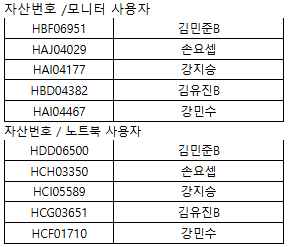 자산번호 /모니터 사용자
HBF06951 김민준B
HAJ04029 손요셉
HAI04177 강지승
HBD04382 김유진B
HAI04467 강민수
자산번호 / 노트북 사용자
HDD06500 김민준B
HCH03350 손요셉
HCI05589 강지승
HCG03651 김유진B
HCF01710 강민수